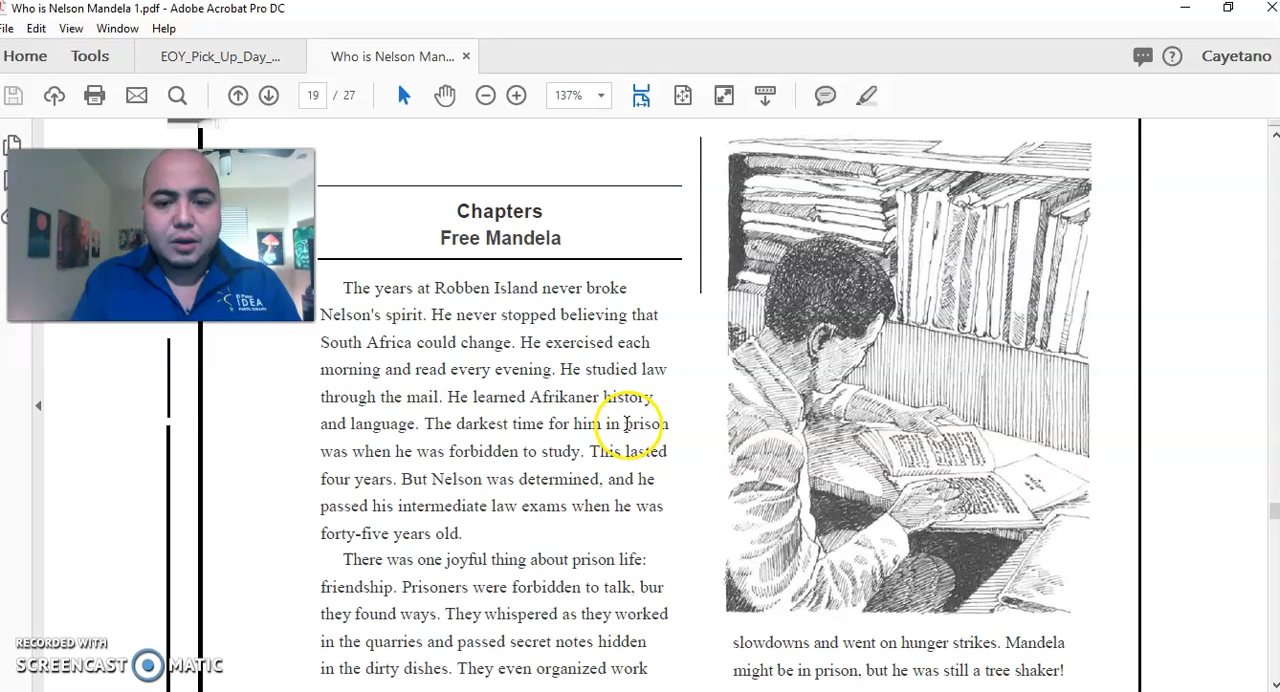 Who is Nelson Mandela 1.pdf - Adobe Acrobat Pro DC
File Edit View Window Help
Home Tools EOY_Pick_Up_Day_... Who is Nelson Man... × Cayetano
19 / 27 137%
IDEA
Chapters
Free Mandela
The years at Robben Island never broke
Nelson's spirit. He never stopped believing that
South Africa could change. He exercised each
morning and read every evening. He studied law
through the mail. He learned Afrikaner history
and language. The darkest time for him in prison
was when he was forbidden to study. This lasted
four years. But Nelson was determined, and he
passed his intermediate law exams when he was
forty-five years old.
There was one joyful thing about prison life:
friendship. Prisoners were forbidden to talk, bur
they found ways. They whispered as they worked
in the quarries and passed secret notes hidden
in the dirty dishes. They even organized work
slowdowns and went on hunger strikes. Mandela
might be in prison, but he was still a tree shaker!
RECORDED WITH
SCREENCAST MATIC